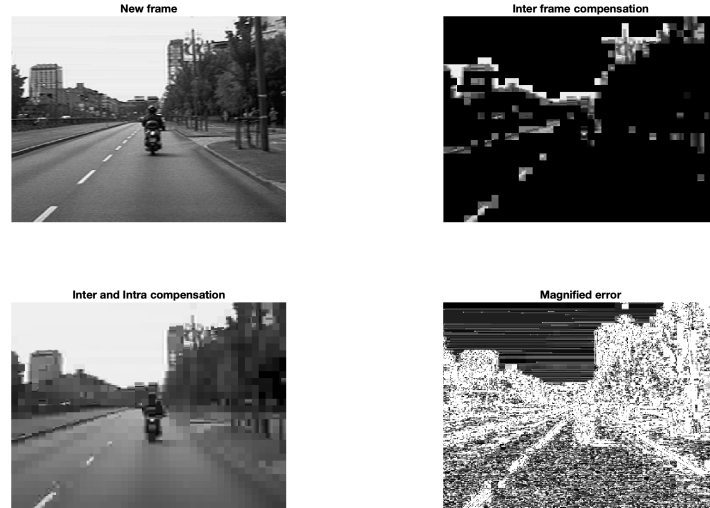 New frame
Inter frame compensation
Inter and Intra compensation
Magnified error